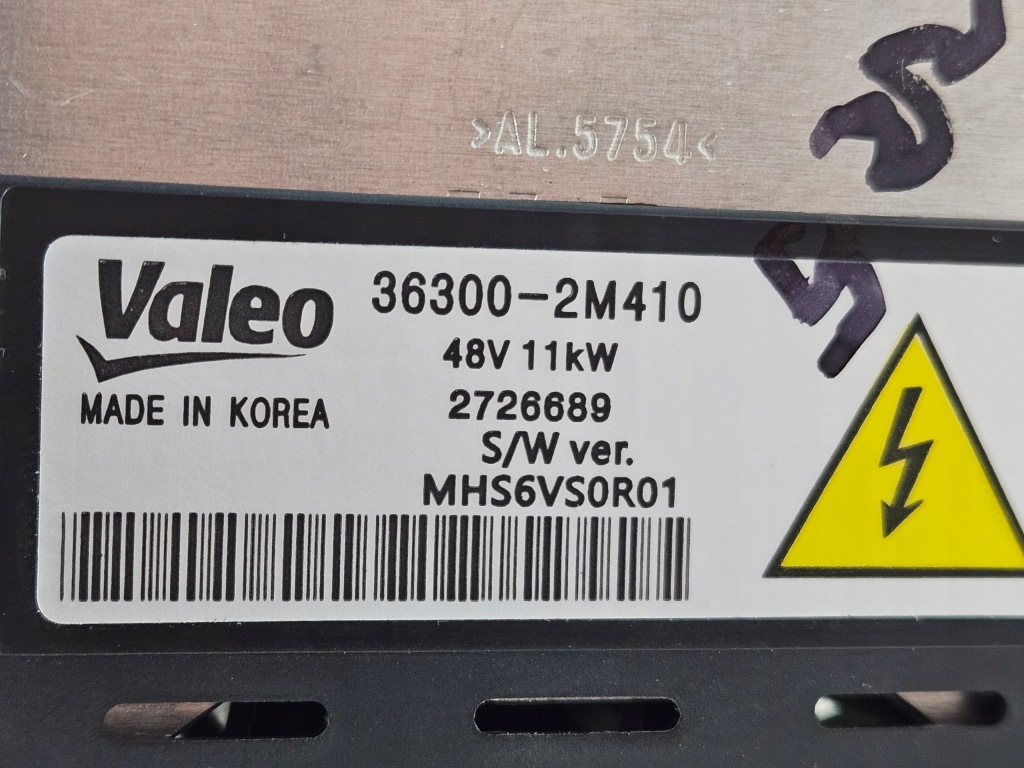 >AL.5754<
Valeo
36300-2M410
48V 11kW
MADE IN KOREA
2726689
S/W ver.
MHS6VS0R01